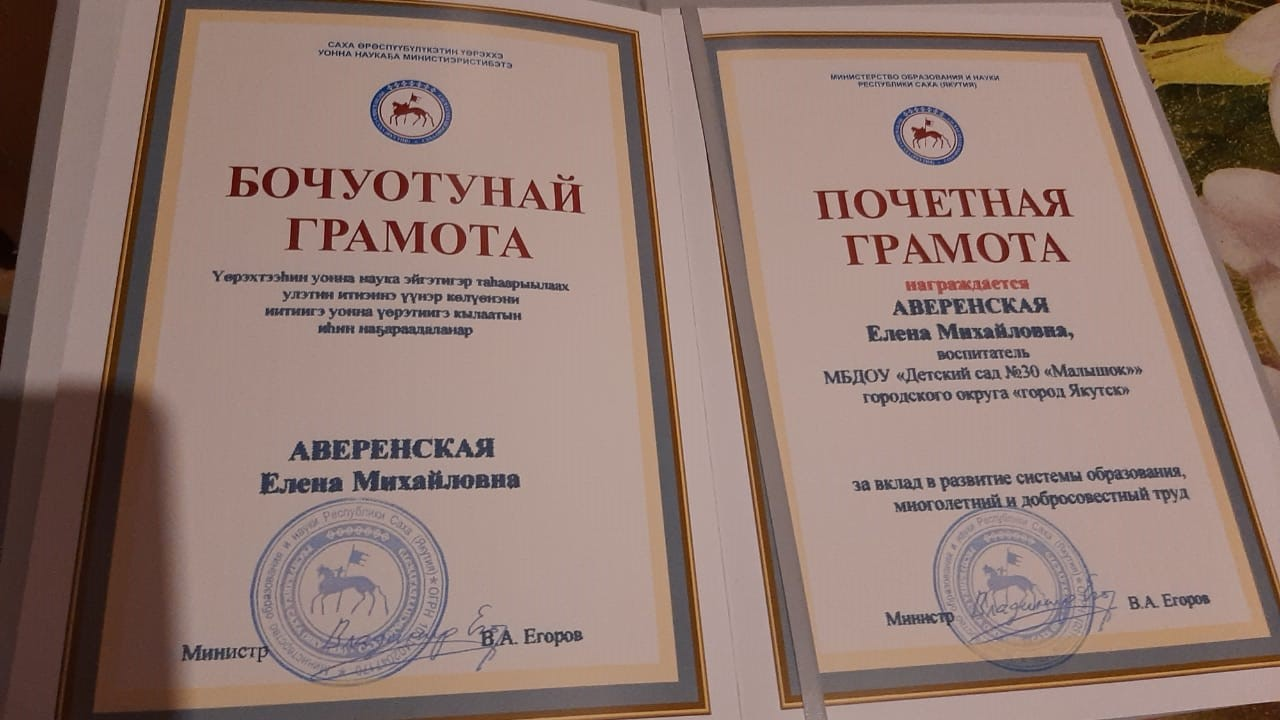 САХА ӨРӨСПҮҮБҮЛҮКЭТИН ҮӨРЭХХЭ
УОННА НАУКАҔА МИНИСТИЭРИСТИБЭТЭ
БОЧУОТУНАЙ
ГРАМОТА
Үөрэхтээһин уонна наука эйгэтигэр таһаарыылаах
үлэтин итиэннэ үүнэр көлүөнэни
иитиигэ уонна үөрэтиигэ кылаатын
иһин наҕараадаланар
АВЕРЕНСКАЯ
Елена Михайловна
Министр
В.А. Егоров
МИНИСТЕРСТВО ОБРАЗОВАНИЯ И НАУКИ
РЕСПУБЛИКИ САХА (ЯКУТИЯ)
ПОЧЕТНАЯ
ГРАМОТА
награждается
АВЕРЕНСКАЯ
Елена Михайловна,
воспитатель
МБДОУ «Детский сад №30 «Малышок»»
городского округа «город Якутск»
за вклад в развитие системы образования,
многолетний и добросовестный труд
Министр
В.А. Егоров